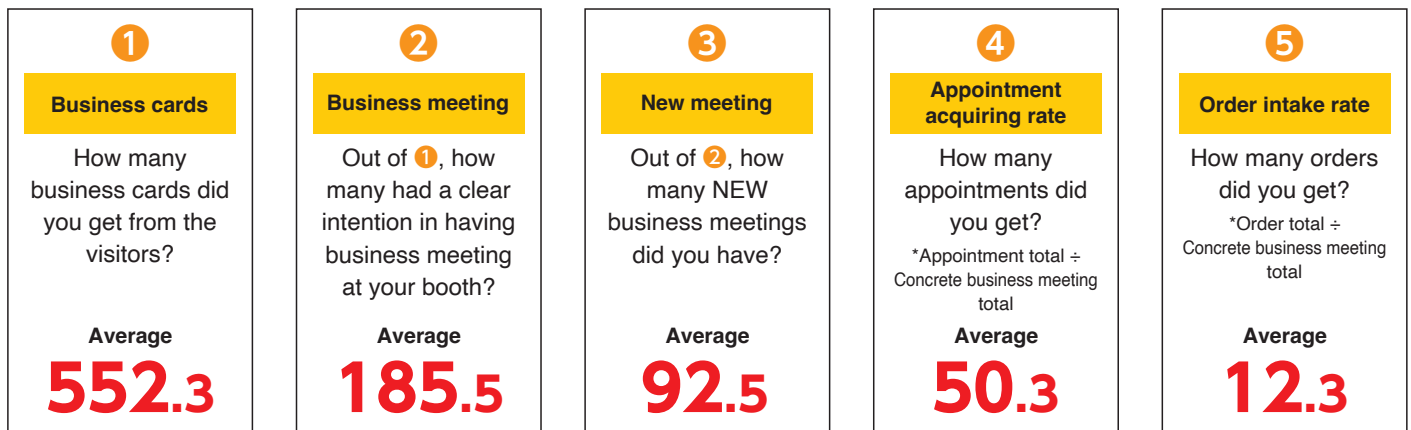 1
Business cards
How many
business cards did
you get from the
visitors?
Average
552.3
2
Business meeting
Out of 1, how
many had a clear
intention in having
business meeting
at your booth?
Average
185.5
3
New meeting
Out of 2, how
many NEW
business meetings
did you have?
Average
92.5
4
Appointment
acquiring rate
How many
appointments did
you get?
*Appointment total ÷
Concrete business meeting
total
Average
50.3
5
Order intake rate
How many orders
did you get?
*Order total ÷
Concrete business meeting
total
Average
12.3